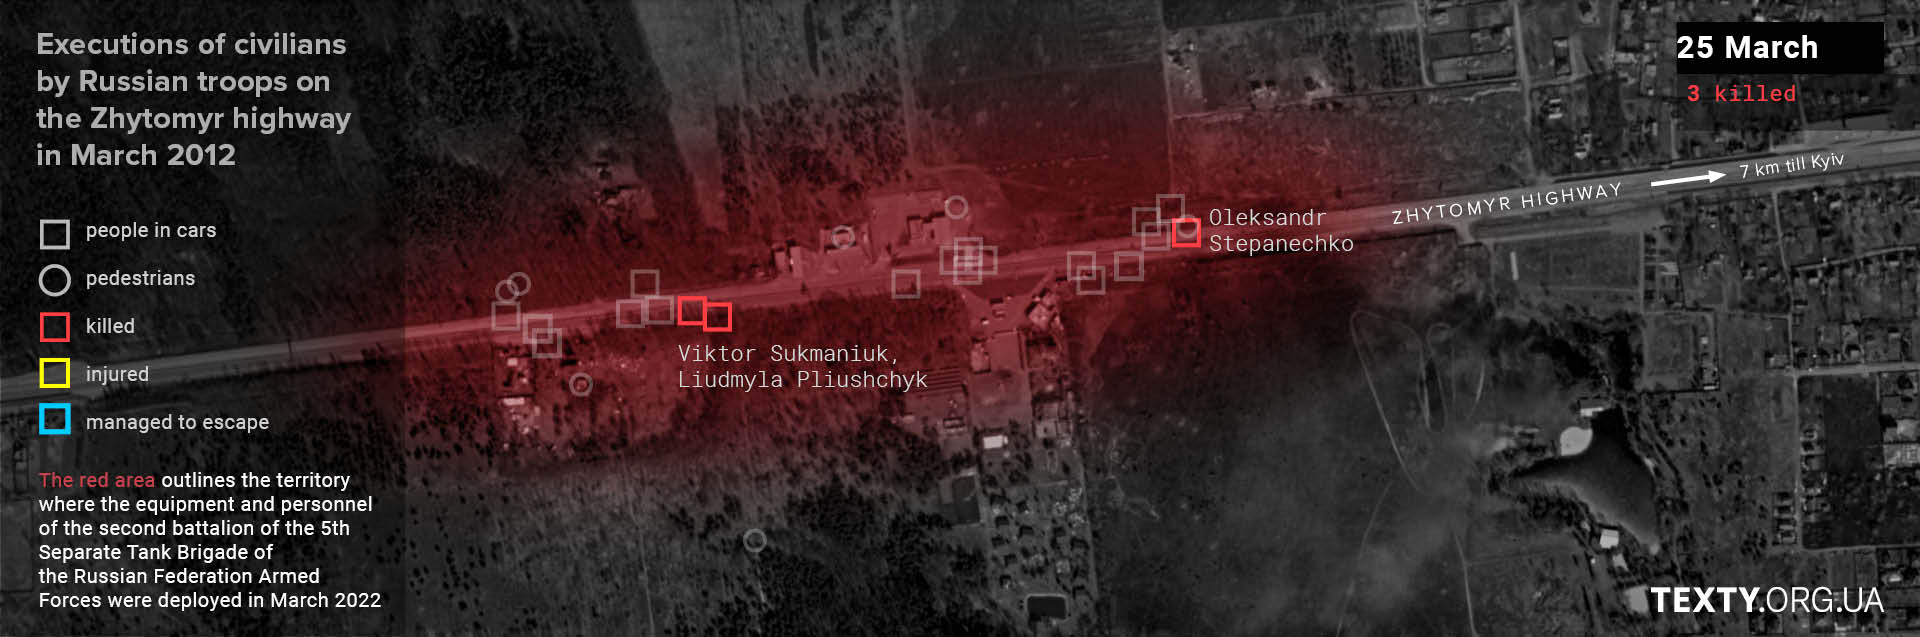 Executions of civilians
by Russian troops on
the Zhytomyr highway
in March 2012
people in cars
pedestrians
killed
injured
managed to escape
The red area outlines the territory
where the equipment and personnel
of the second battalion of the 5th
Separate Tank Brigade of
the Russian Federation Armed
Forces were deployed in March 2022
Viktor Sukmaniuk,
Liudmyla Pliushchyk
Oleksandr
Stepanechko
ZHYTOMYR HIGHWAY
7 km till Kyiv
25 March
3 killed
TEXTY.ORG.UA